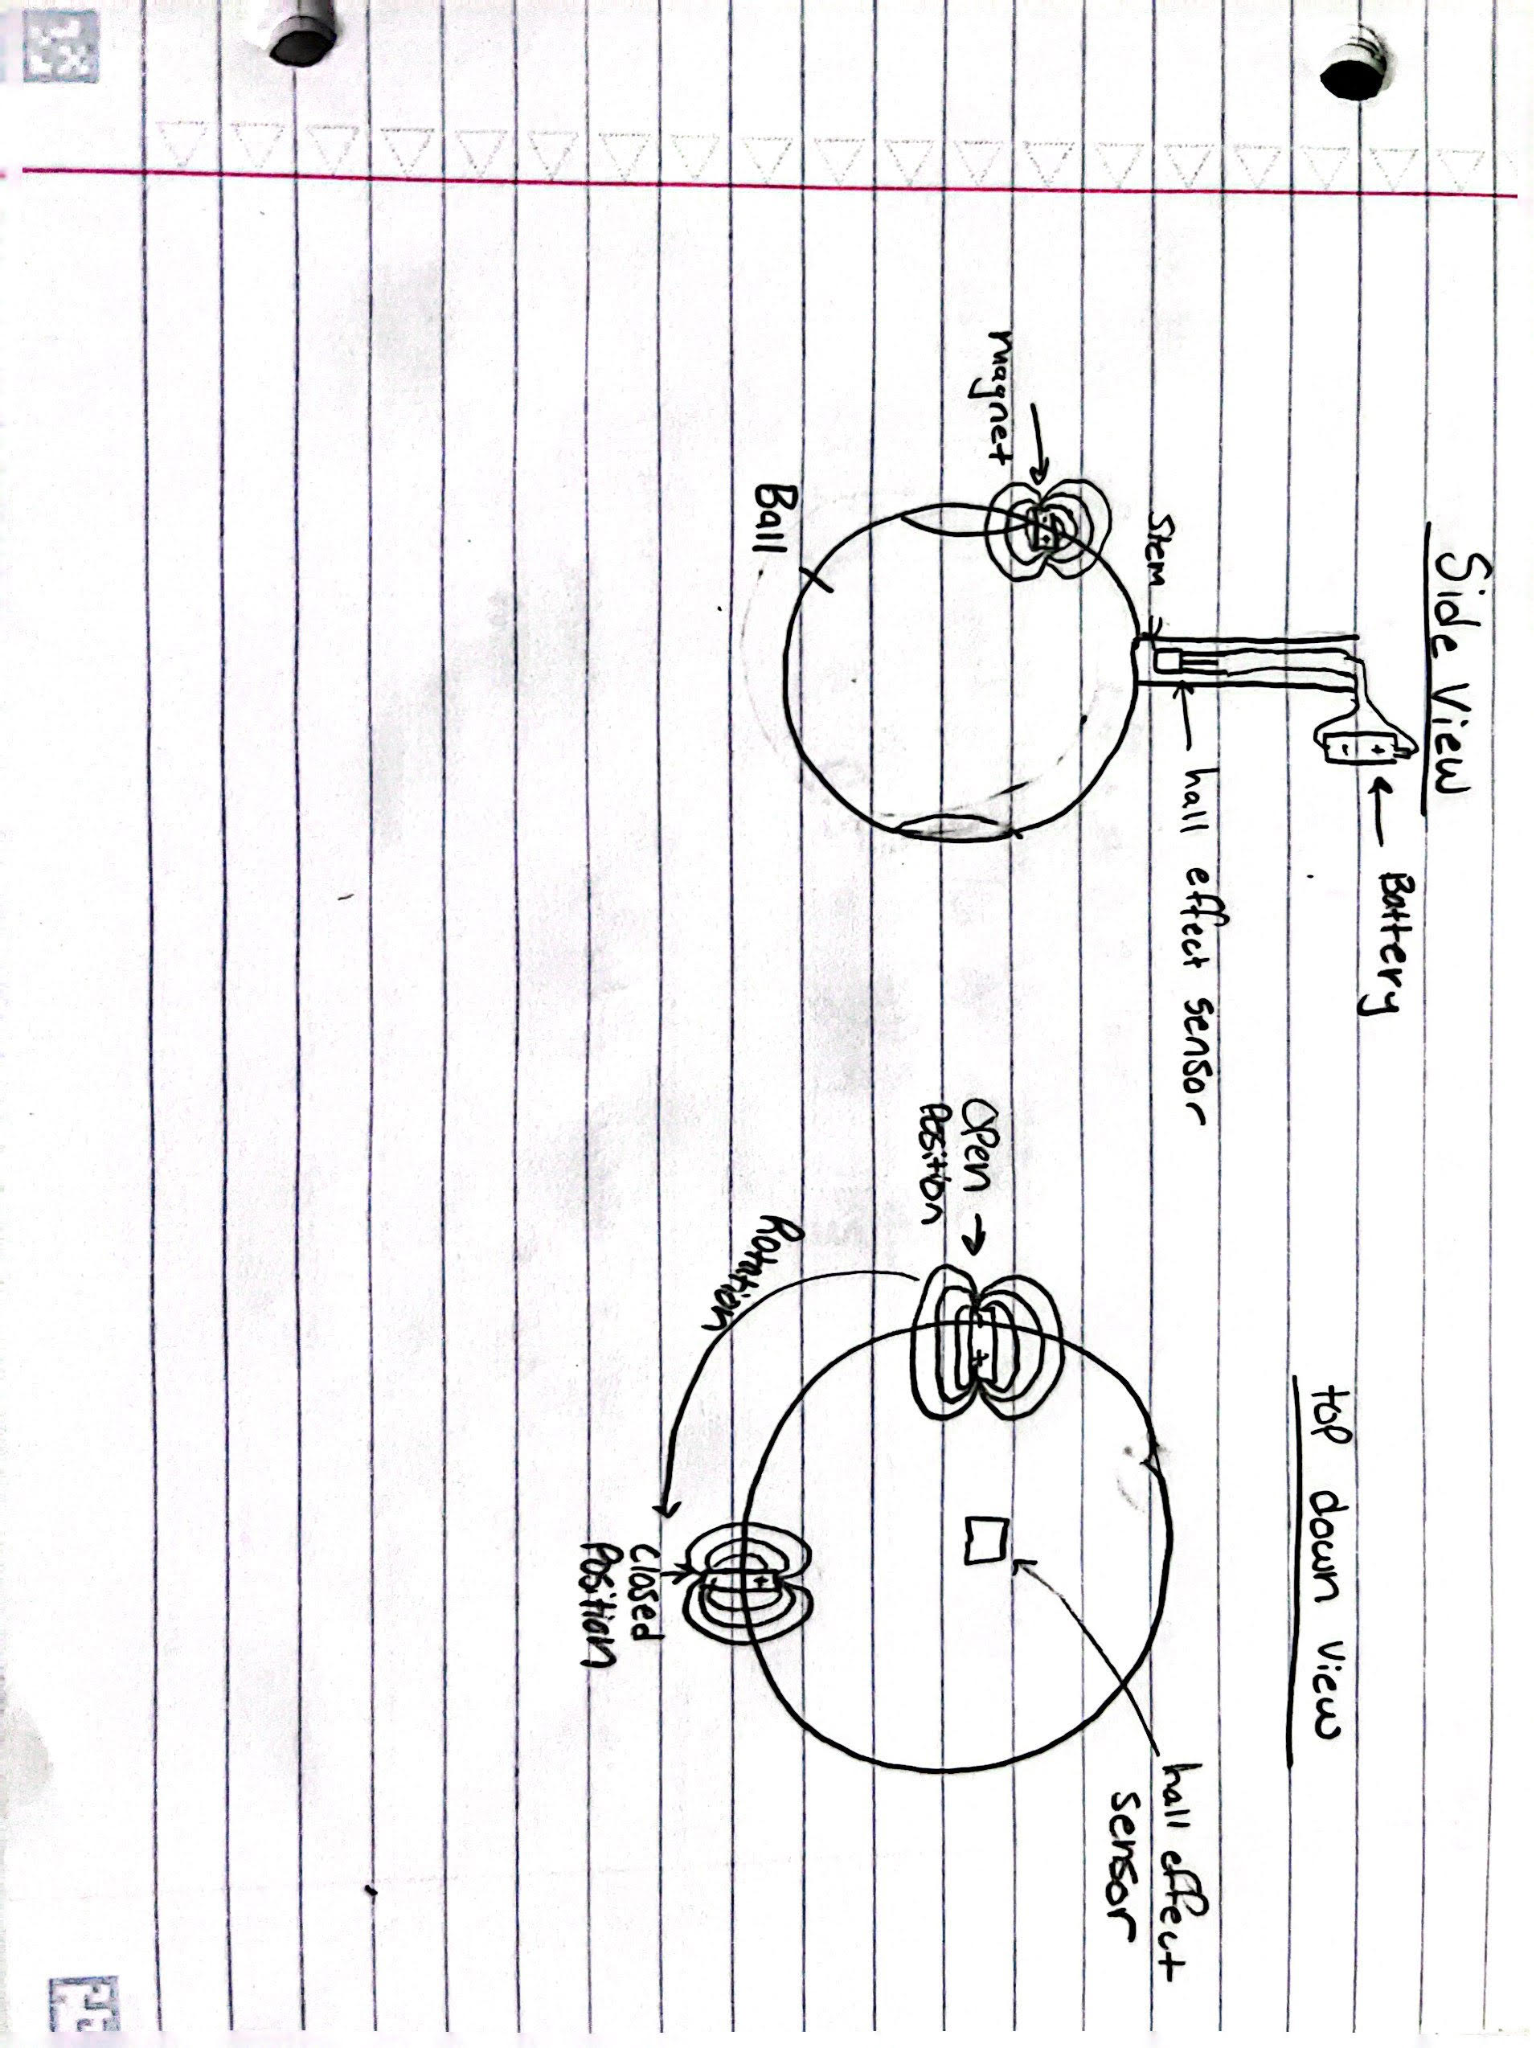 Side View
Battery
+
-
hall effect sensor
Stem
magnet
-
+
Ball
top down view
hall effect
sensor
Open
Position
-
+
Rotation
Closed
Position
-
+